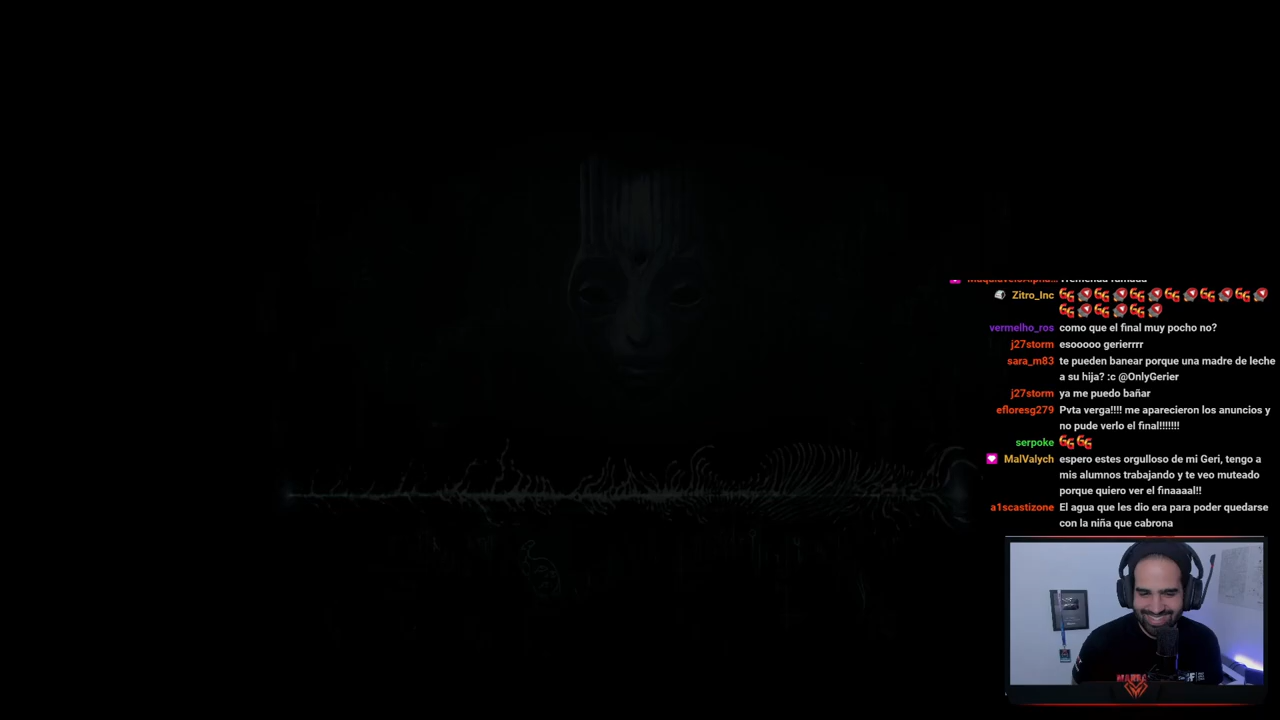 Zitro_Inc
vermelho_ros como que el final muy pocho no?
j27storm esooooo gerierrrr
sara_m83 te pueden banear porque una madre de leche
a su hija? :c @OnlyGerier
j27storm ya me puedo bañar
efloresg279 Pvta verga!!!! me aparecieron los anuncios y
no pude verlo el final!!!!!!!
serpoke
MalValych espero estes orgulloso de mi Geri, tengo a
mis alumnos trabajando y te veo muteado
porque quiero ver el finaaaal!!
a1scastizone El agua que les dio era para poder quedarse
con la niña que cabrona